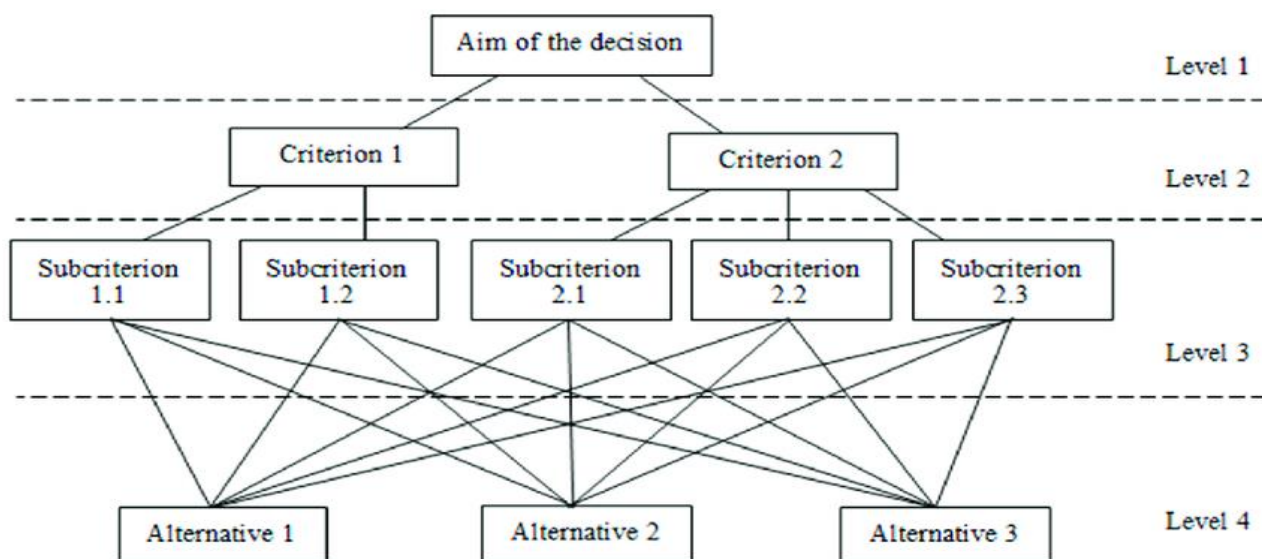 Aim of the decision
Level 1
Criterion 1
Criterion 2
Level 2
Subcriterion
1.1
Subcriterion
1.2
Subcriterion
2.1
Subcriterion
2.2
Subcriterion
2.3
Level 3
Alternative 1
Alternative 2
Alternative 3
Level 4